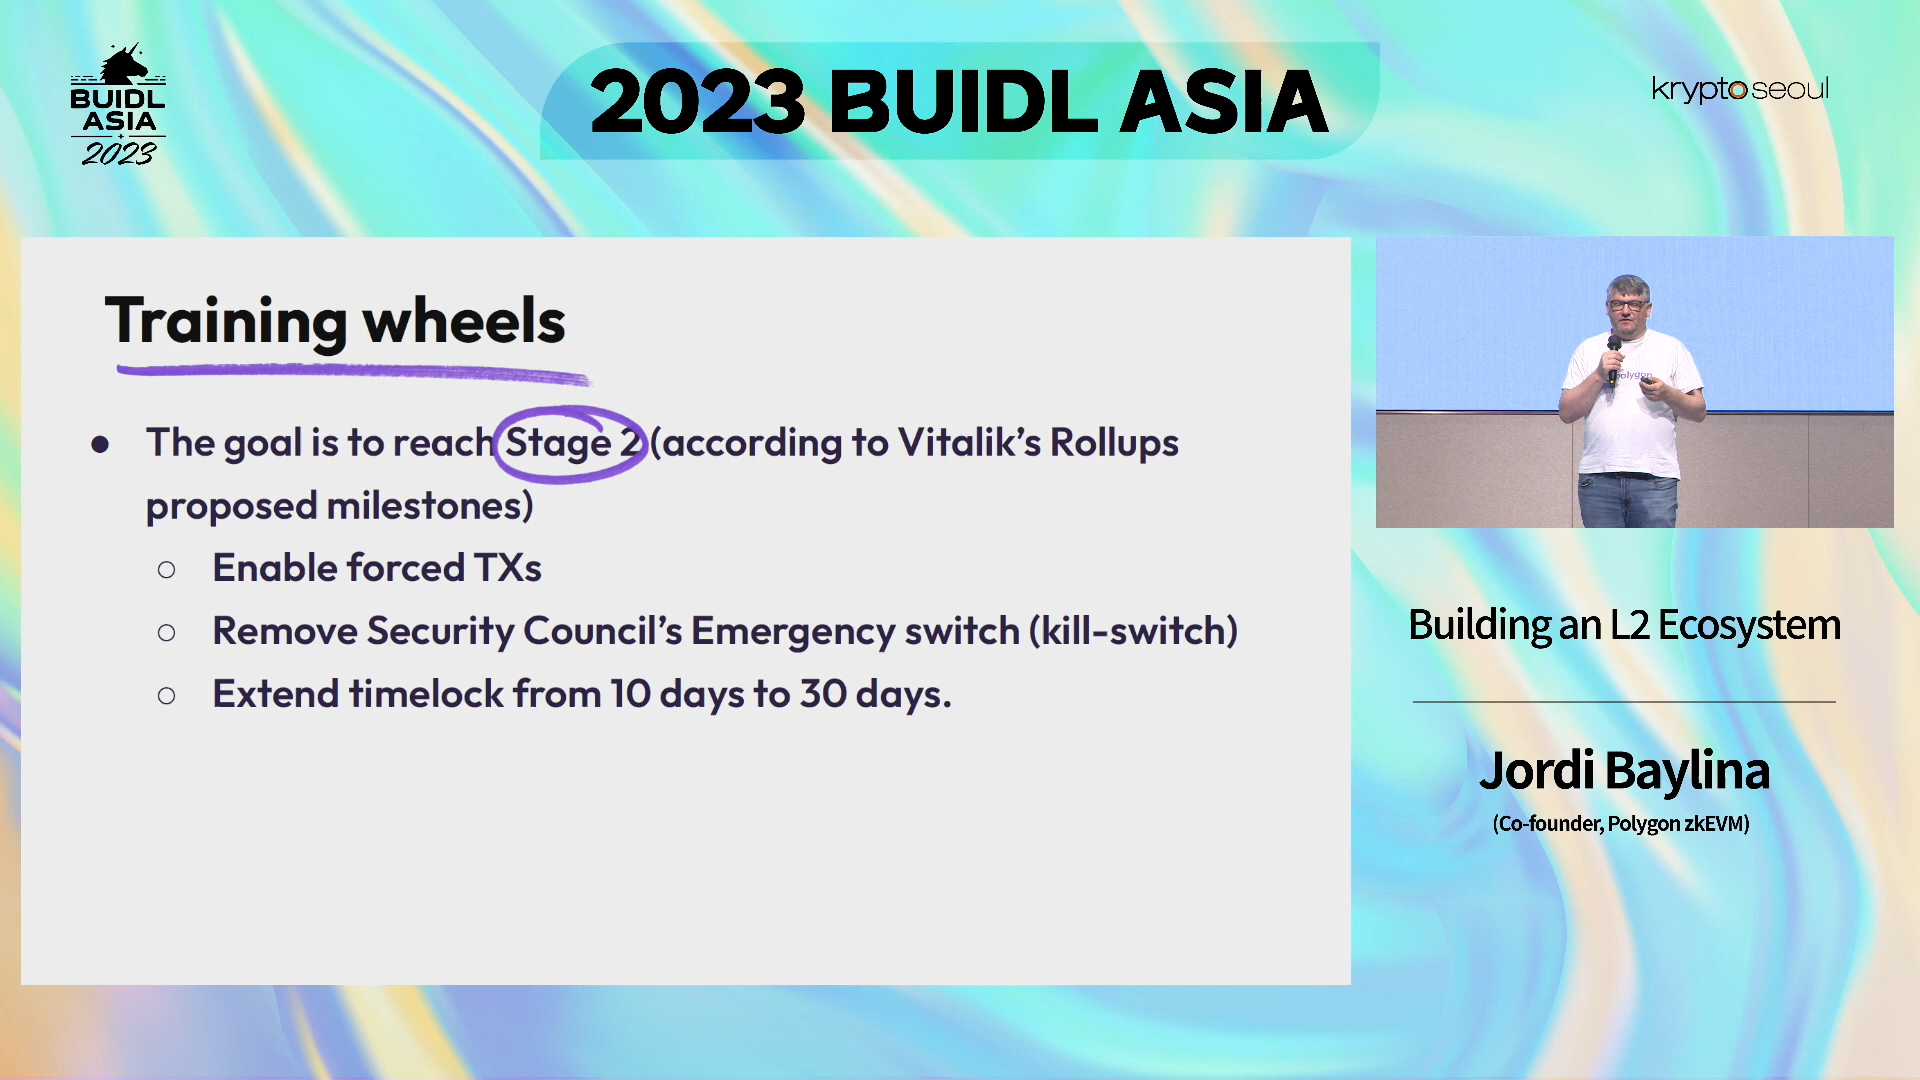 BUIDL
ASIA
2023
2023 BUIDL ASIA
kryptoseoul
Training wheels
● The goal is to reach Stage 2 (according to Vitalik’s Rollups
proposed milestones)
○ Enable forced TXs
○ Remove Security Council’s Emergency switch (kill-switch)
○ Extend timelock from 10 days to 30 days.
polygon
Building an L2 Ecosystem
Jordi Baylina
(Co-founder, Polygon zkEVM)